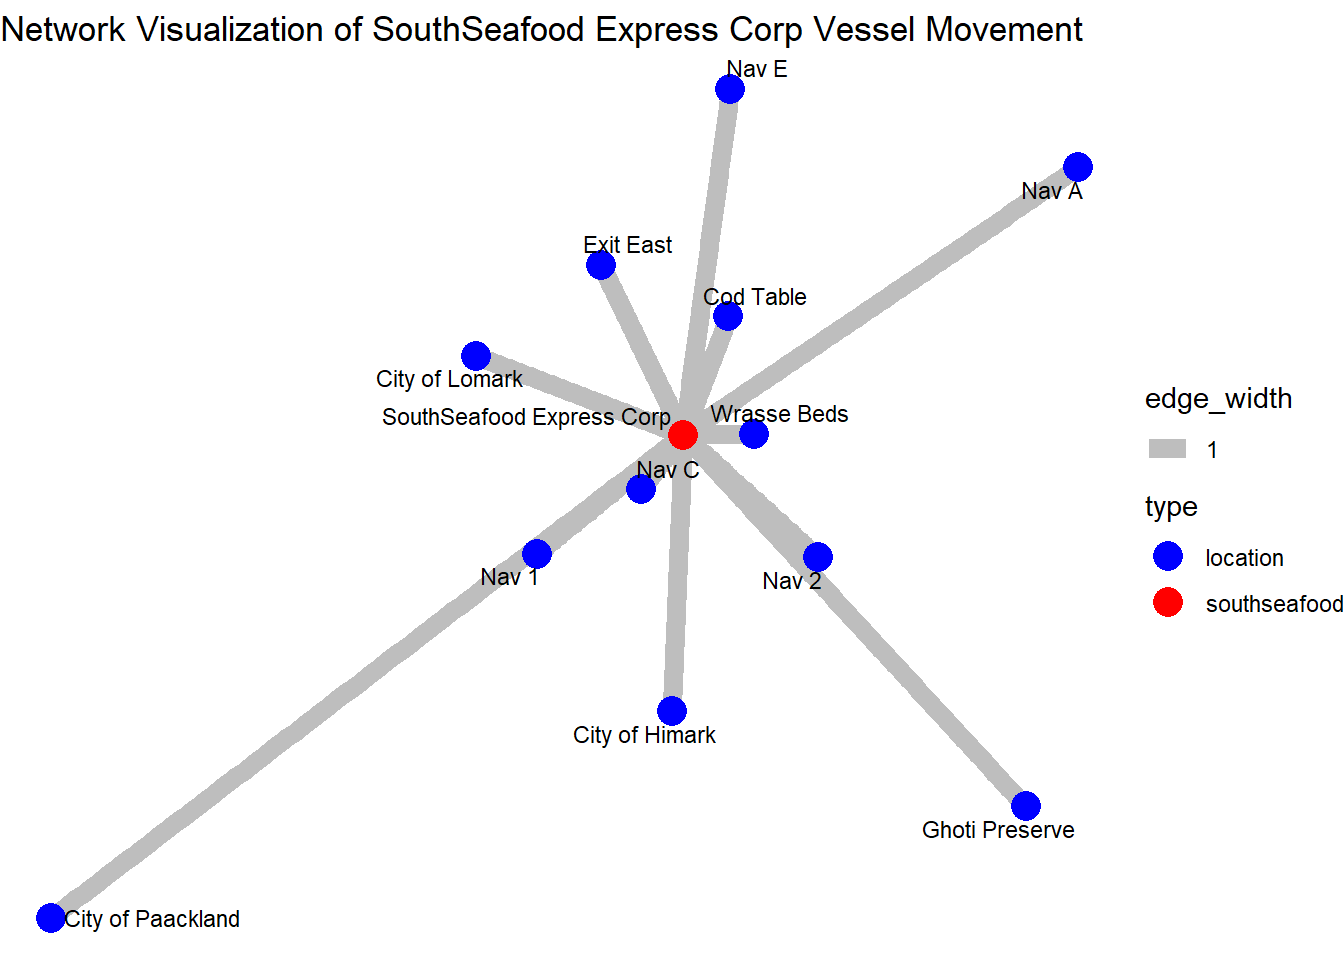 Network Visualization of SouthSeafood Express Corp Vessel Movement
Nav E
Nav A
Exit East
Cod Table
City of Lomark
SouthSeafood Express Corp
Wrasse Beds
Nav C
Nav 1
Nav 2
City of Himark
Ghoti Preserve
City of Paackland
edge_width
1
type
location
southseafood